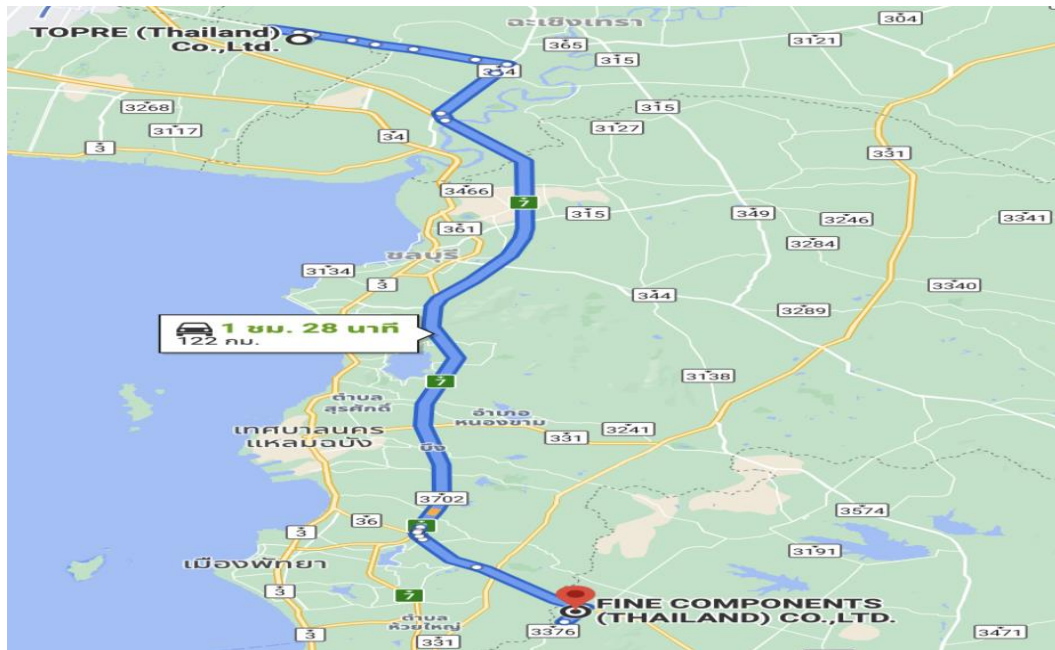 ฉะเชิงเทรา
304
TOPRE (Thailand)
Co.,Ltd.
365
3121
315
314
3268
315
3117
34
3127
3
331
3466
7
315
349
3246
3341
361
3284
ชลบุรี
3134
3
344
3340
3289
1 ชม. 28 นาที
122 กม.
7
3138
ตำบล
สุรศักดิ์
อำเภอ
หนองขาม
3241
331
เทศบาลนคร
แหลมฉบัง
บึง
3702
3574
36
3
7
3191
เมืองพัทยา
3
7
FINE COMPONENTS
(THAILAND) CO.,LTD.
ตำบล
ห้วยใหญ่
3376
3
331
3471